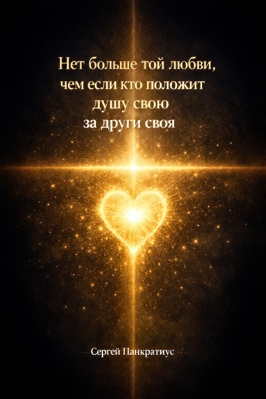 Нет больше той любви,
чем если кто положит
душу свою
за други своя
Сергей Панкратиус